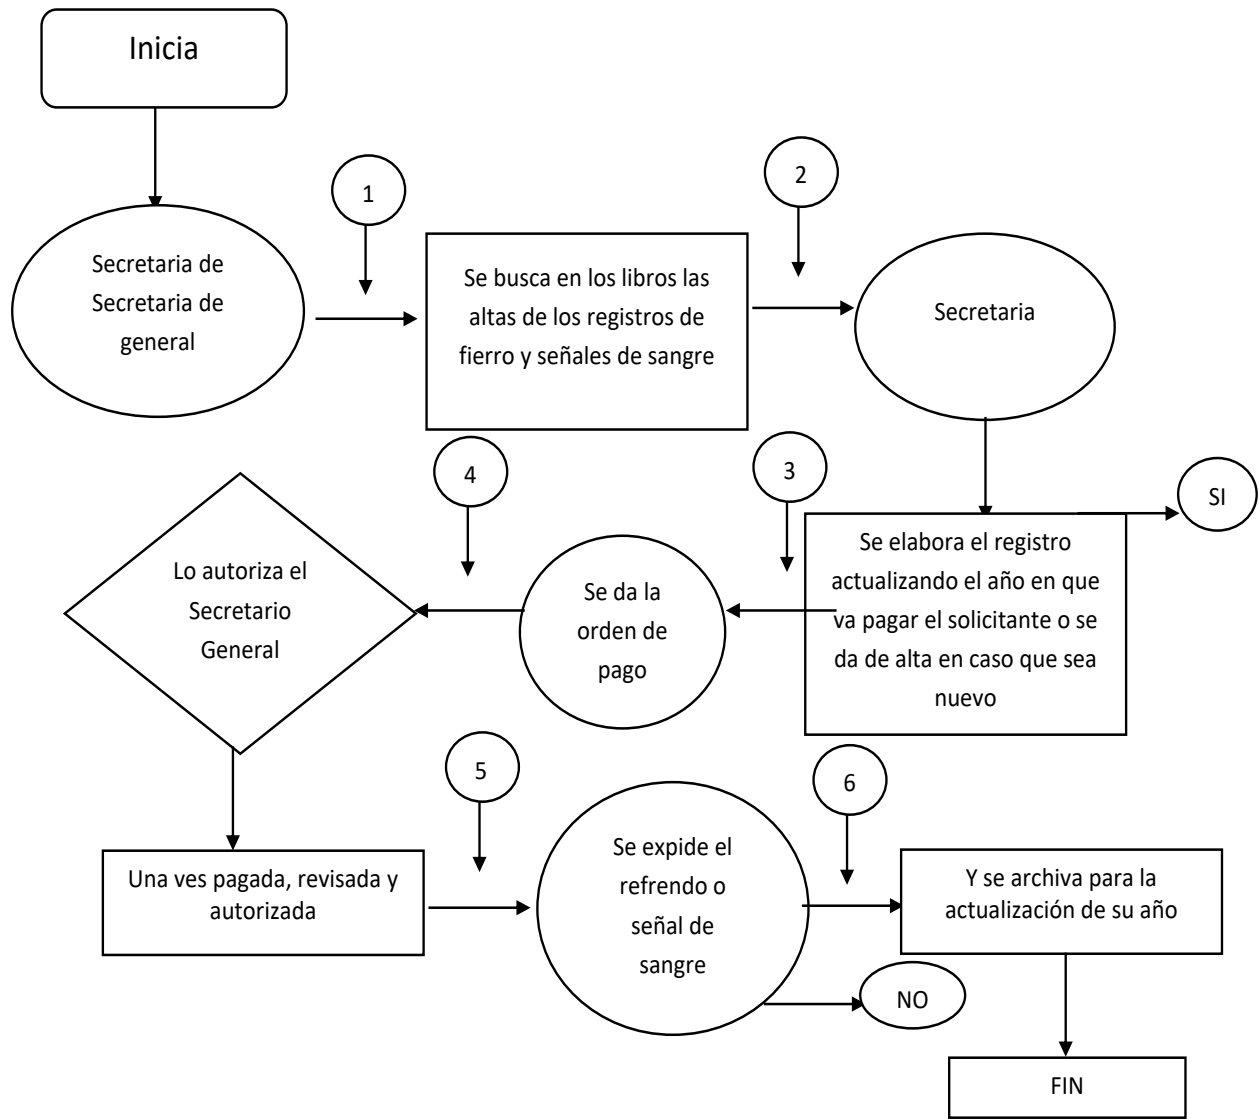 Inicia
1
2
Secretaria de
Secretaria de
general
Se busca en los libros las
altas de los registros de
fierro y señales de sangre
Secretaria
4
3
SI
Lo autoriza el
Secretario
General
Se da la
orden de
pago
Se elabora el registro
actualizando el año en que
va pagar el solicitante o se
da de alta en caso que sea
nuevo
5
6
Una ves pagada, revisada y
autorizada
Se expide el
refrendo o
señal de
sangre
Y se archiva para la
actualización de su año
NO
FIN